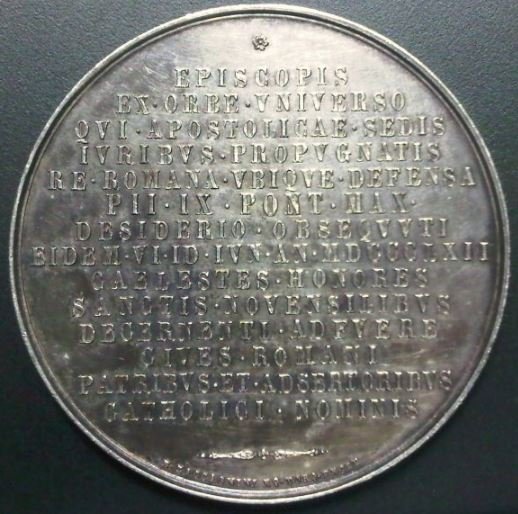 EPISCOPIS
EX·ORBE·VNIVERSO
QVI·APOSTOLICAE·SEDIS
IVRIBVS·PROPVGNATIS
RE·ROMANA·VBIQVE·DEFENSA
PII·IX·PONT·MAX·
DESIDERIO·OBSEQVVTI
EIDEM·VI·ID·IVN·AN·MDCCCLXII
CAELESTES·HONORES
SANCTIS·NOVENSILIBVS
DECERNENTI·ADFVERE
CIVES·ROMANI
PATRIBVS·ET·ADSERTORIBVS
CATHOLICI·NOMINIS